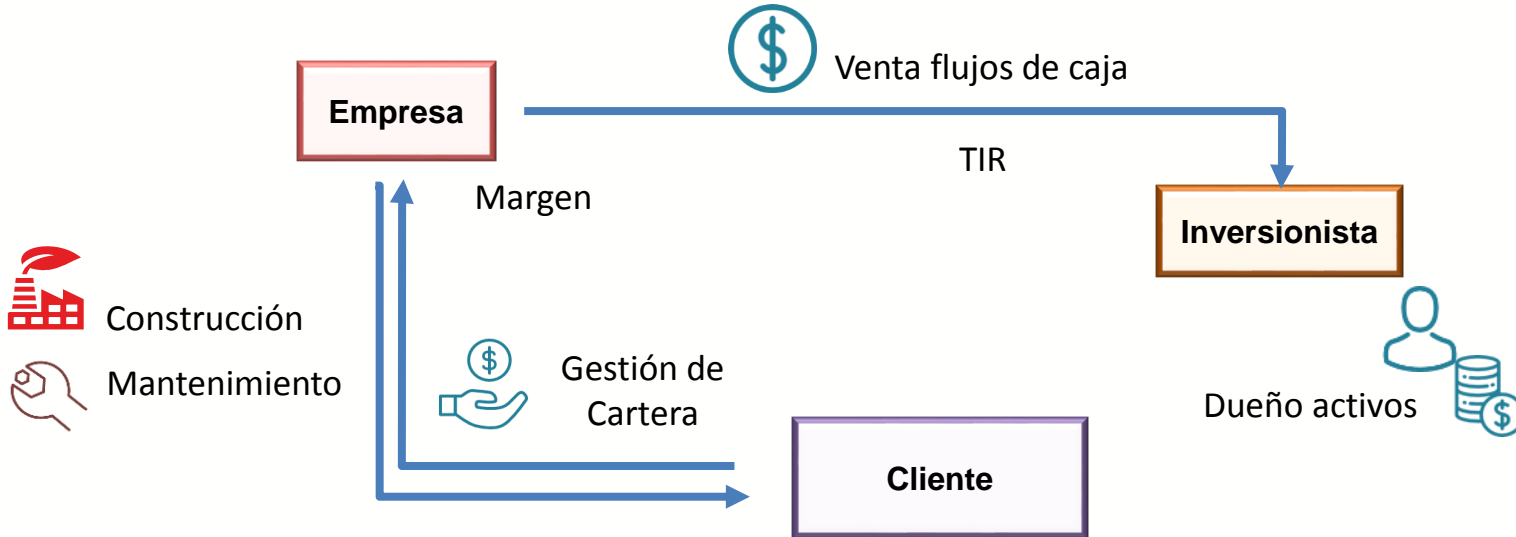 Venta flujos de caja
Empresa
TIR
Margen
Inversionista
Construcción
Mantenimiento
Gestión de
Cartera
Dueño activos
Cliente